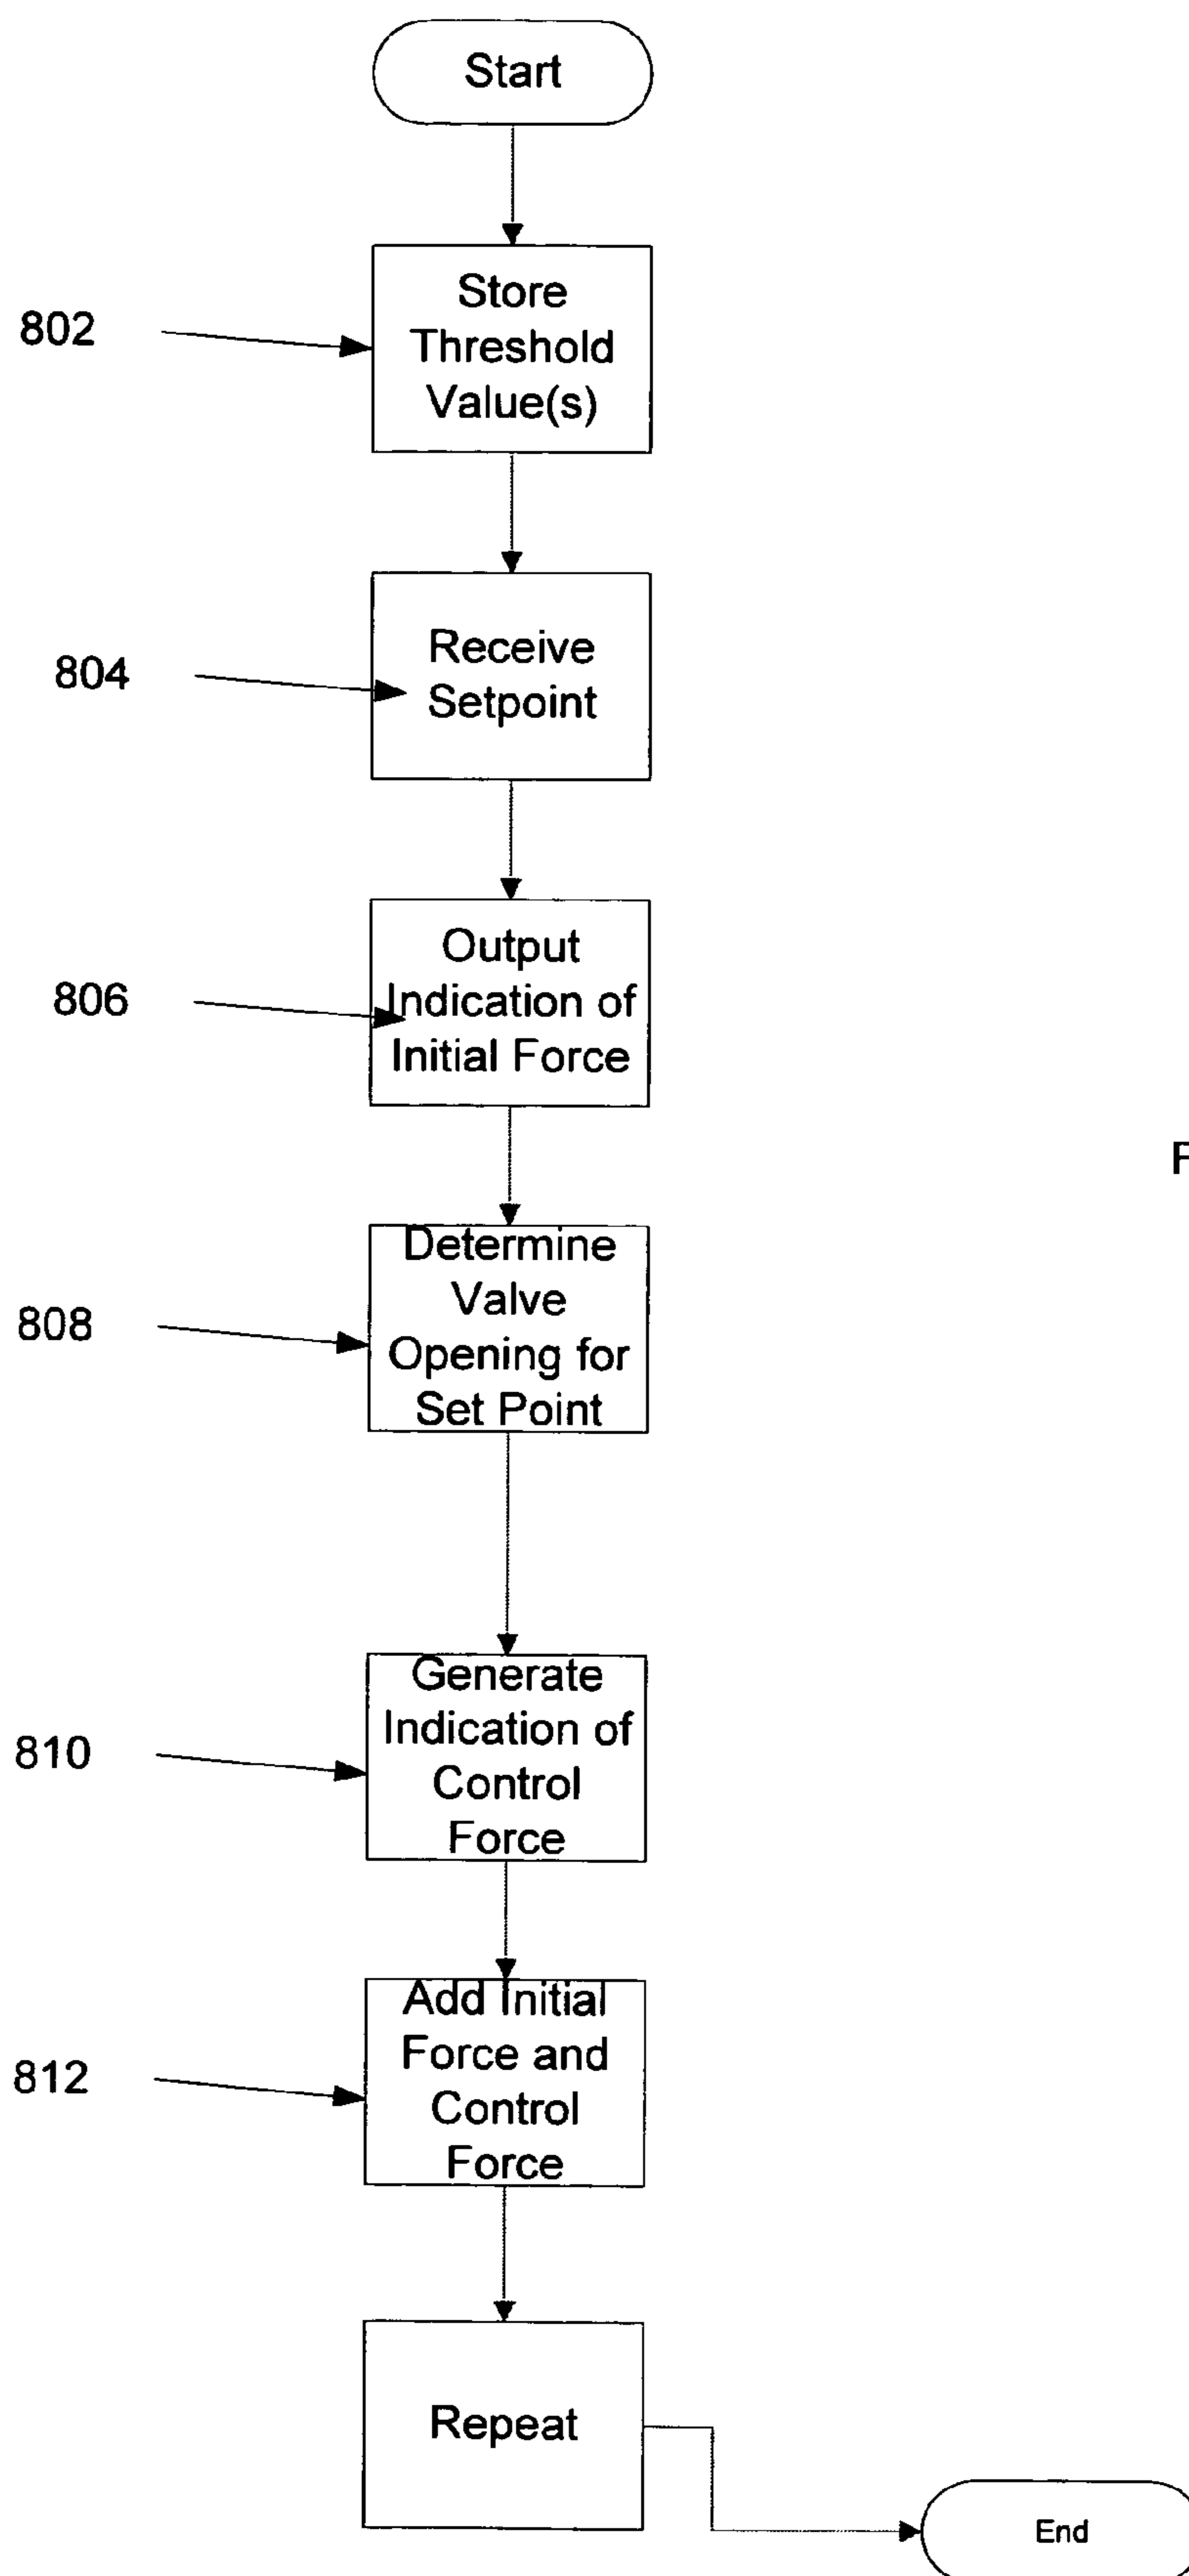 Start
802
Store
Threshold
Value(s)
804
Receive
Setpoint
806
Output
Indication of
Initial Force
F
808
Determine
Valve
Opening for
Set Point
810
Generate
Indication of
Control
Force
812
Add Initial
Force and
Control
Force
Repeat
End